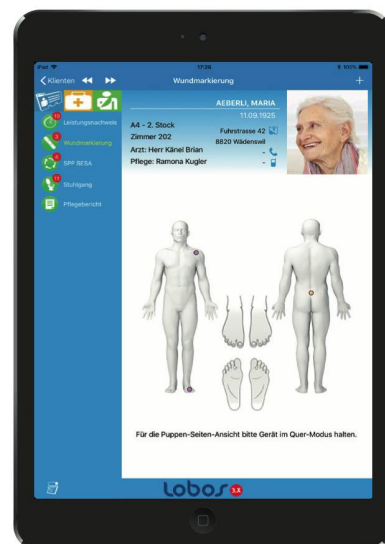 iPad 17:26 100%
Klienten Wundmarkierung +
AEBERLI, MARIA
11.09.1925
A4 - 2. Stock
Zimmer 202
Fuhrstrasse 42
8820 Wädenswil
Arzt: Herr Känel Brian -
Pflege: Ramona Kugler -
Leistungsnachweis
Wundmarkierung
SPP BESA
Stuhlgang
Pflegebericht
Für die Puppen-Seiten-Ansicht bitte Gerät im Quer-Modus halten.
Lobos 3.X